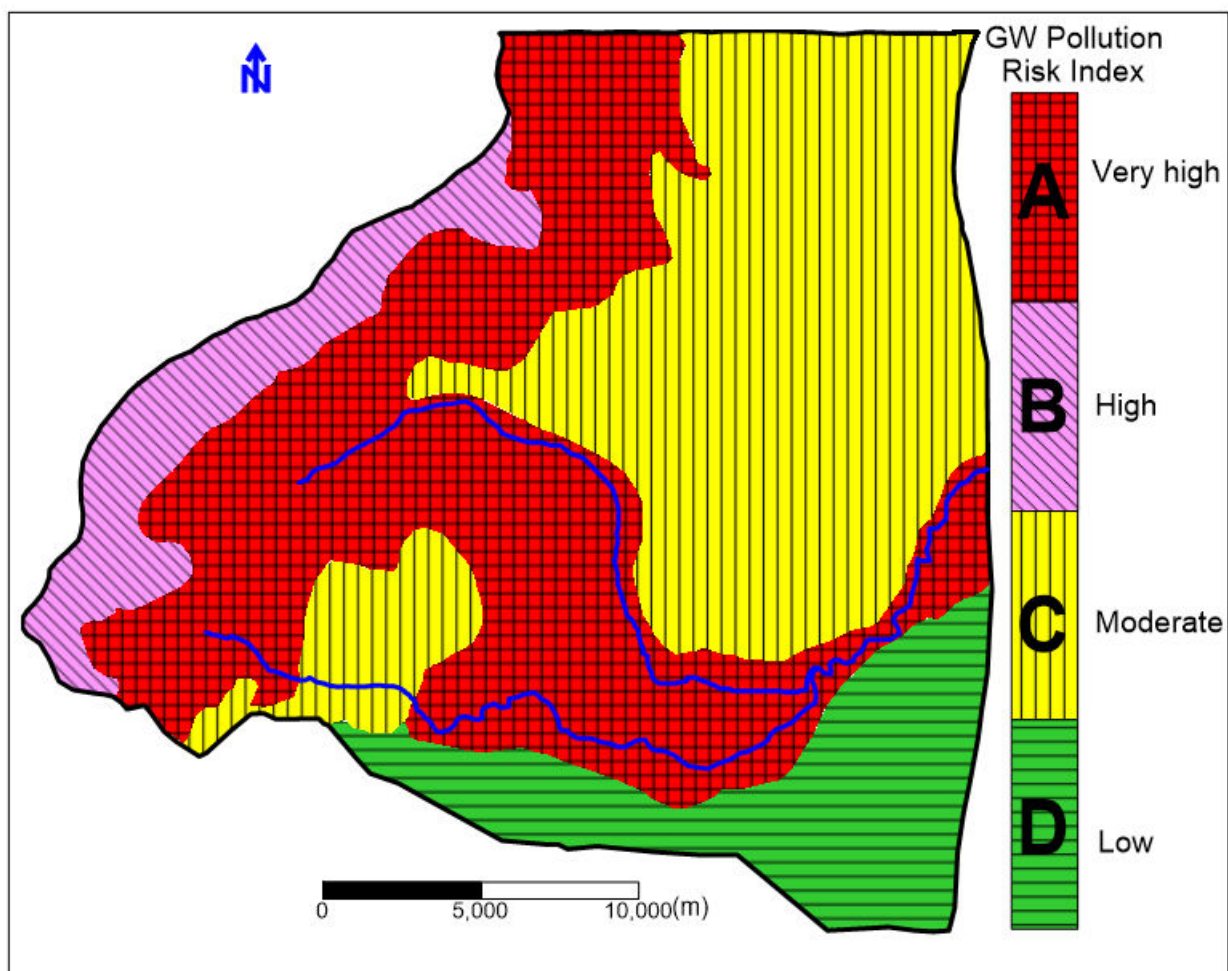 N
GW Pollution
Risk Index
A
Very high
B
High
C
Moderate
D
Low
0 5,000 10,000(m)